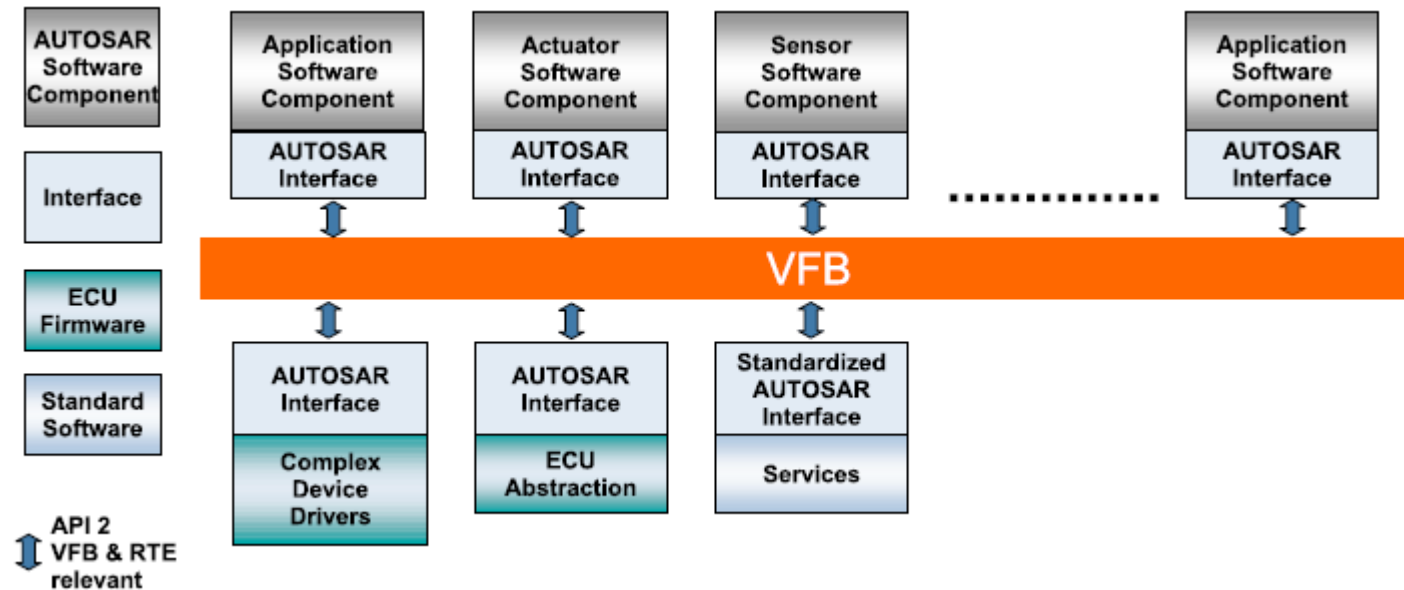 AUTOSAR
Software
Component
Interface
ECU
Firmware
Standard
Software
API 2
VFB & RTE
relevant
Application
Software
Component
AUTOSAR
Interface
Actuator
Software
Component
AUTOSAR
Interface
Sensor
Software
Component
AUTOSAR
Interface
Application
Software
Component
AUTOSAR
Interface
VFB
AUTOSAR
Interface
Complex
Device
Drivers
AUTOSAR
Interface
ECU
Abstraction
Standardized
AUTOSAR
Interface
Services